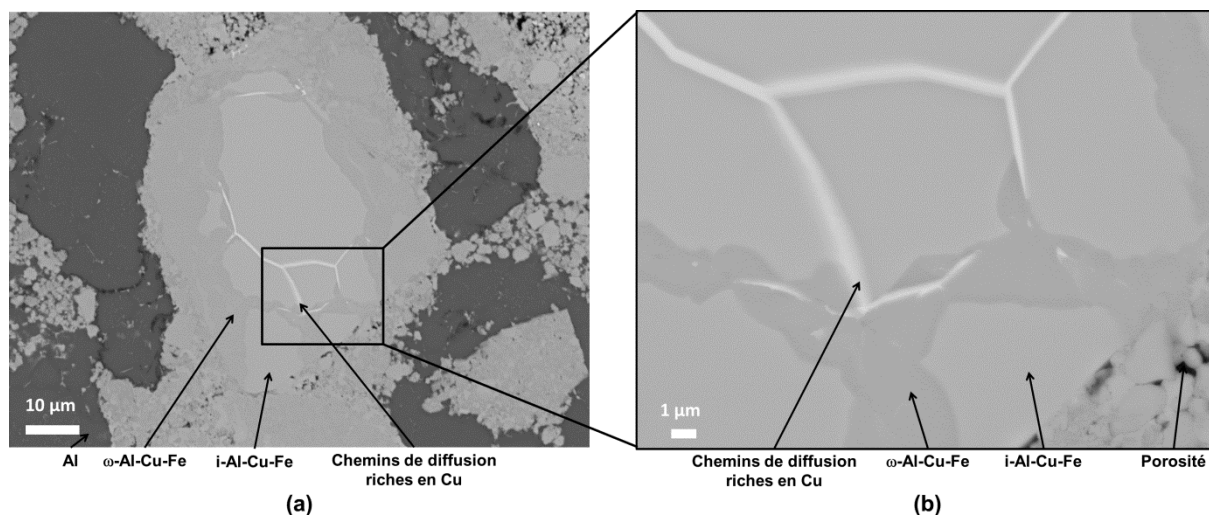 10 µm
1 µm
Al
ω-Al-Cu-Fe
i-Al-Cu-Fe
Chemins de diffusion
riches en Cu
(a)
Chemins de diffusion
riches en Cu
ω-Al-Cu-Fe
i-Al-Cu-Fe
Porosité
(b)